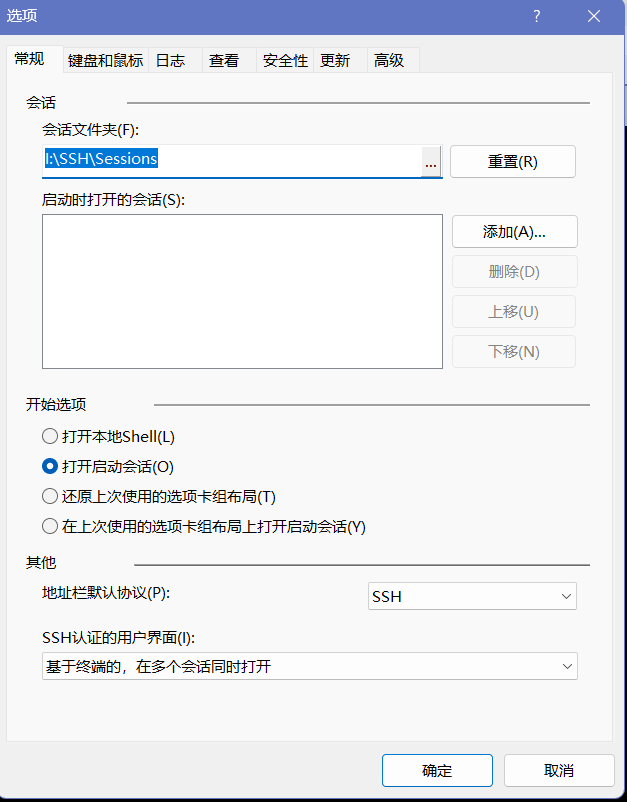 选项
常规 键盘和鼠标 日志 查看 安全性 更新 高级
会话
会话文件夹(F):
I:\SSH\Sessions ... 重置(R)
启动时打开的会话(S):
添加(A)...
删除(D)
上移(U)
下移(N)
开始选项
打开本地Shell(L)
打开启动会话(O)
还原上次使用的选项卡组布局(T)
在上次使用的选项卡组布局上打开启动会话(Y)
其他
地址栏默认协议(P): SSH
SSH认证的用户界面(I):
基于终端的，在多个会话同时打开
确定 取消